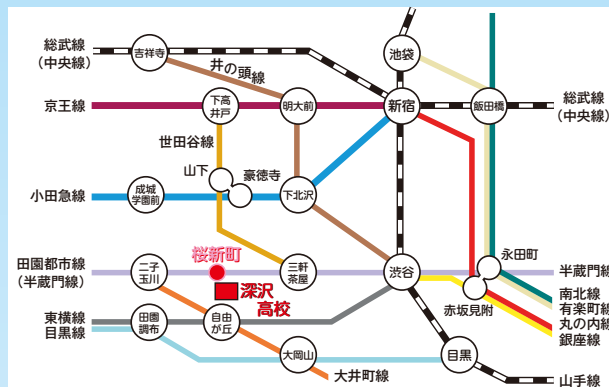 総武線
(中央線)
吉祥寺
井の頭線
池袋
京王線
下高
井戸
明大前
新宿
飯田橋
総武線
(中央線)
世田谷線
山下
豪徳寺
小田急線
成城
学園前
下北沢
桜新町
永田町
田園都市線
(半蔵門線)
二子
玉川
三軒
茶屋
渋谷
半蔵門線
深沢
高校
赤坂見附
南北線
有楽町線
丸の内線
銀座線
東横線
目黒線
田園
調布
自由
が丘
大岡山
目黒
大井町線
山手線